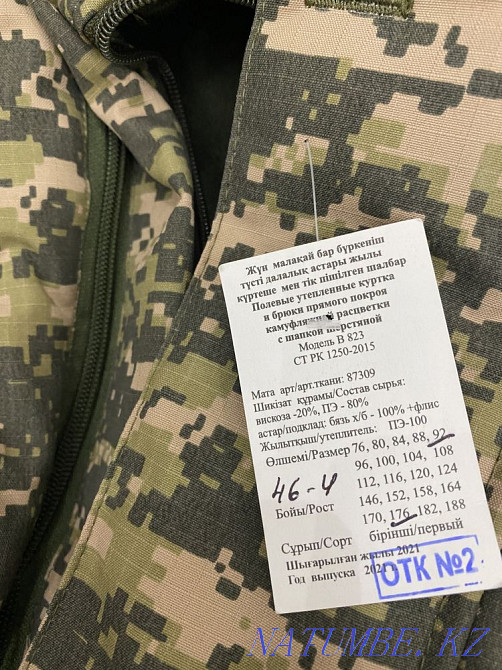 Жүн малақай бар бүркеніш
түсті далалық астары жылы
күртеше мен тік пішілген шалбар
Полевые утепленные куртка
и брюки прямого покроя
расцветки
с шапкой шерстяной
Модель В 823
СТ РК 1250-2015
Мата арт/арт.ткани: 87309
Шикізат құрамы/Состав сырья:
вискоза -20%, ПЭ - 80%
астар/подклад: бязь х/б - 100% +флис
Жылытқыш/утеплитель: ПЭ-100
Өлшемі/Размер 76, 80, 84, 88, 92,
96, 100, 104, 108
112, 116, 120, 124
46-4
Бойы/Рост 146, 152, 158, 164
170, 176, 182, 188
Сұрып/Сорт бірінші/первый
Шығарылған жылы 2021
Год выпуска 2021 г.
ОТК №2
NATUMBE.KZ